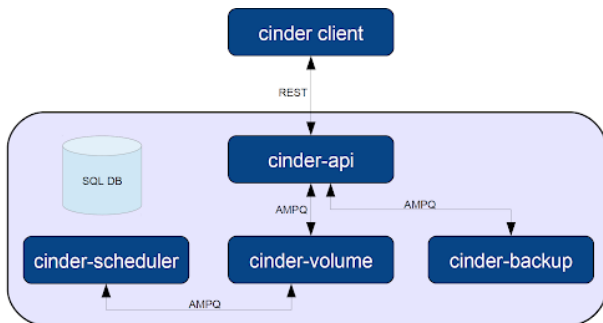 cinder client
REST
cinder-api
SQL DB
AMPQ
AMPQ
cinder-scheduler
cinder-volume
cinder-backup
AMPQ